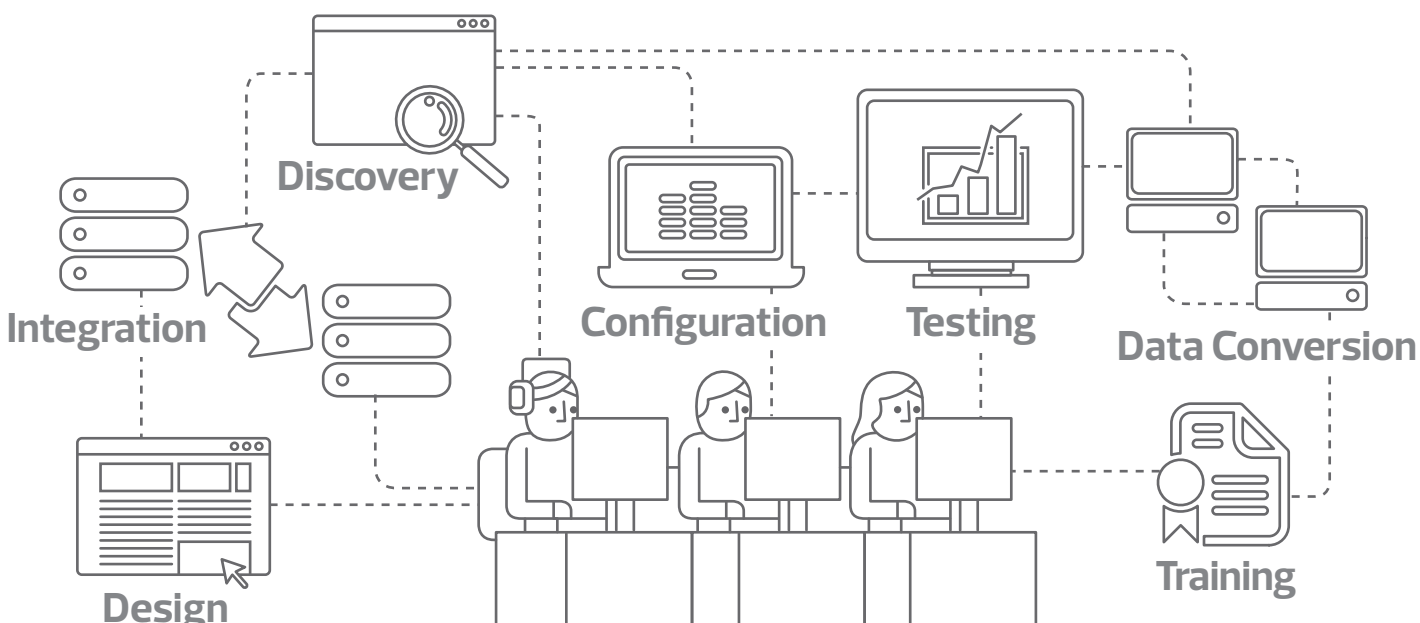 Discovery
Integration
Configuration
Testing
Data Conversion
Training
Design